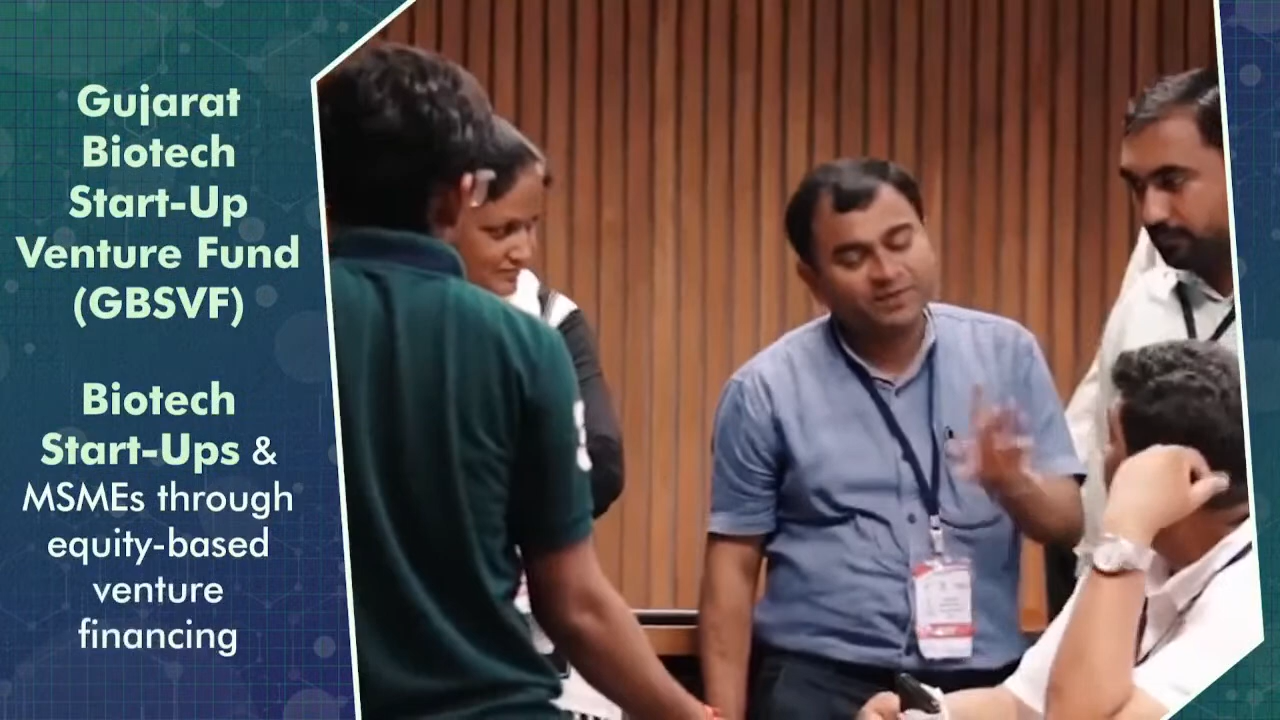 Gujarat
Biotech
Start-Up
Venture Fund
(GBSVF)
Biotech
Start-Ups &
MSMEs through
equity-based
venture
financing